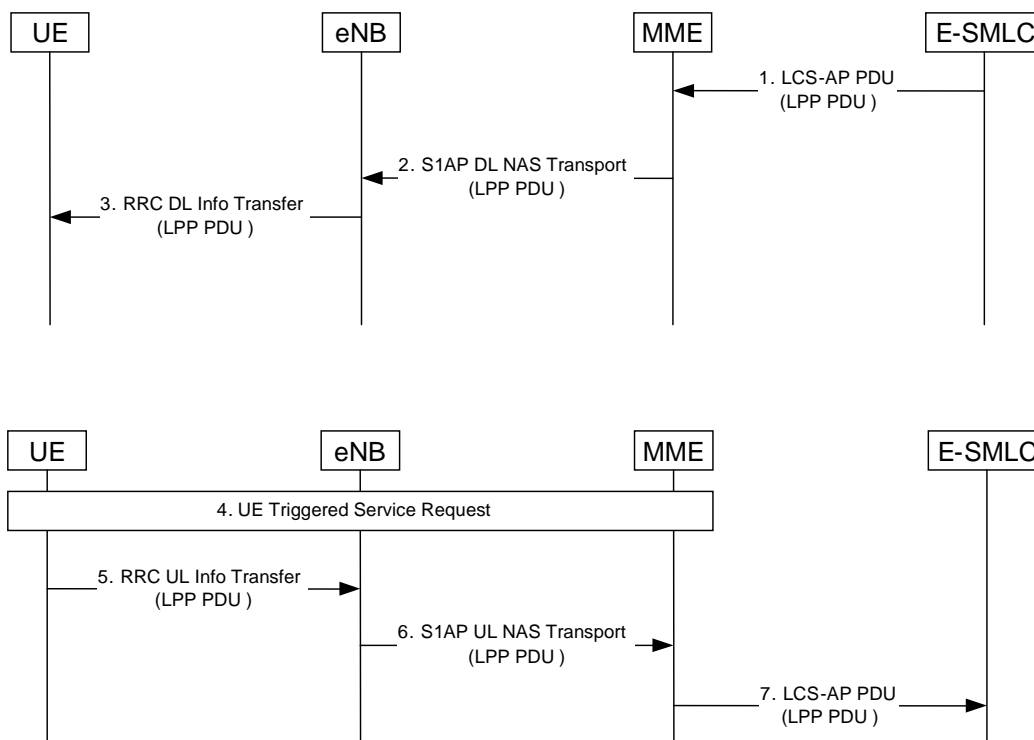 UE
eNB
MME
E-SMLC
1. LCS-AP PDU
(LPP PDU )
2. S1AP DL NAS Transport
(LPP PDU )
3. RRC DL Info Transfer
(LPP PDU )
UE
eNB
MME
E-SMLC
4. UE Triggered Service Request
5. RRC UL Info Transfer
(LPP PDU )
6. S1AP UL NAS Transport
(LPP PDU )
7. LCS-AP PDU
(LPP PDU )